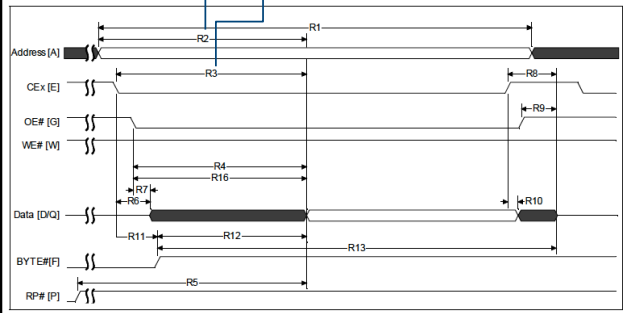 R1
R2
Address [A]
R3
R8
CEx [E]
R9
OE# [G]
WE# [W]
R4
R16
R7
R6
R10
Data [D/Q]
R11
R12
R13
BYTE#[F]
R5
RP# [P]